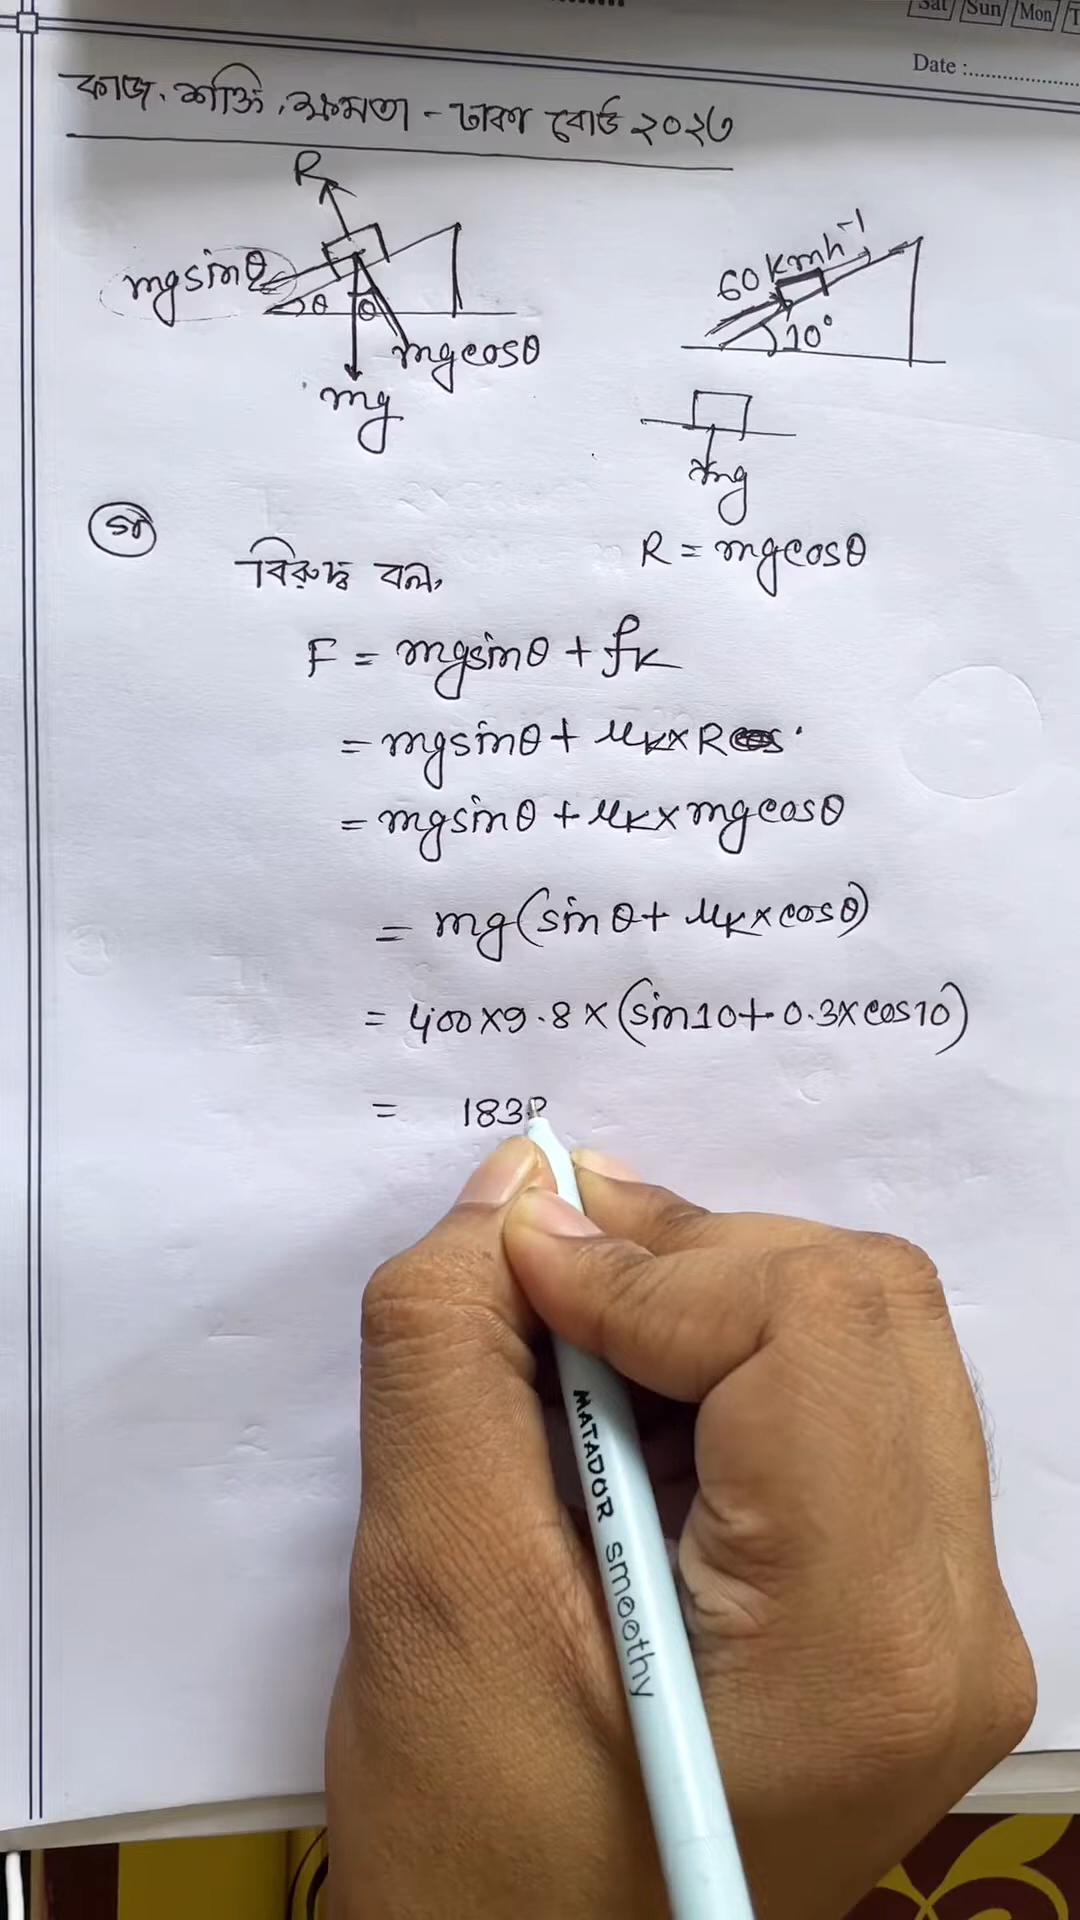 Sat Sun Mon T
Date :
কাজ, শক্তি, ক্ষমতা - ঢাকা বোর্ড ২০২৩
R
mgsinθ
θ θ
mgcosθ
mg
60 kmh⁻¹
10°
mg
R = mgcosθ
বিরুদ্ধ বল,
F = mgsinθ + fK
= mgsinθ + μK× R
= mgsinθ + μK× mgcosθ
= mg(sinθ + μK×cosθ)
= 400×9.8×(sin10+0.3×cos10)
= 183
MATADOR smoothy